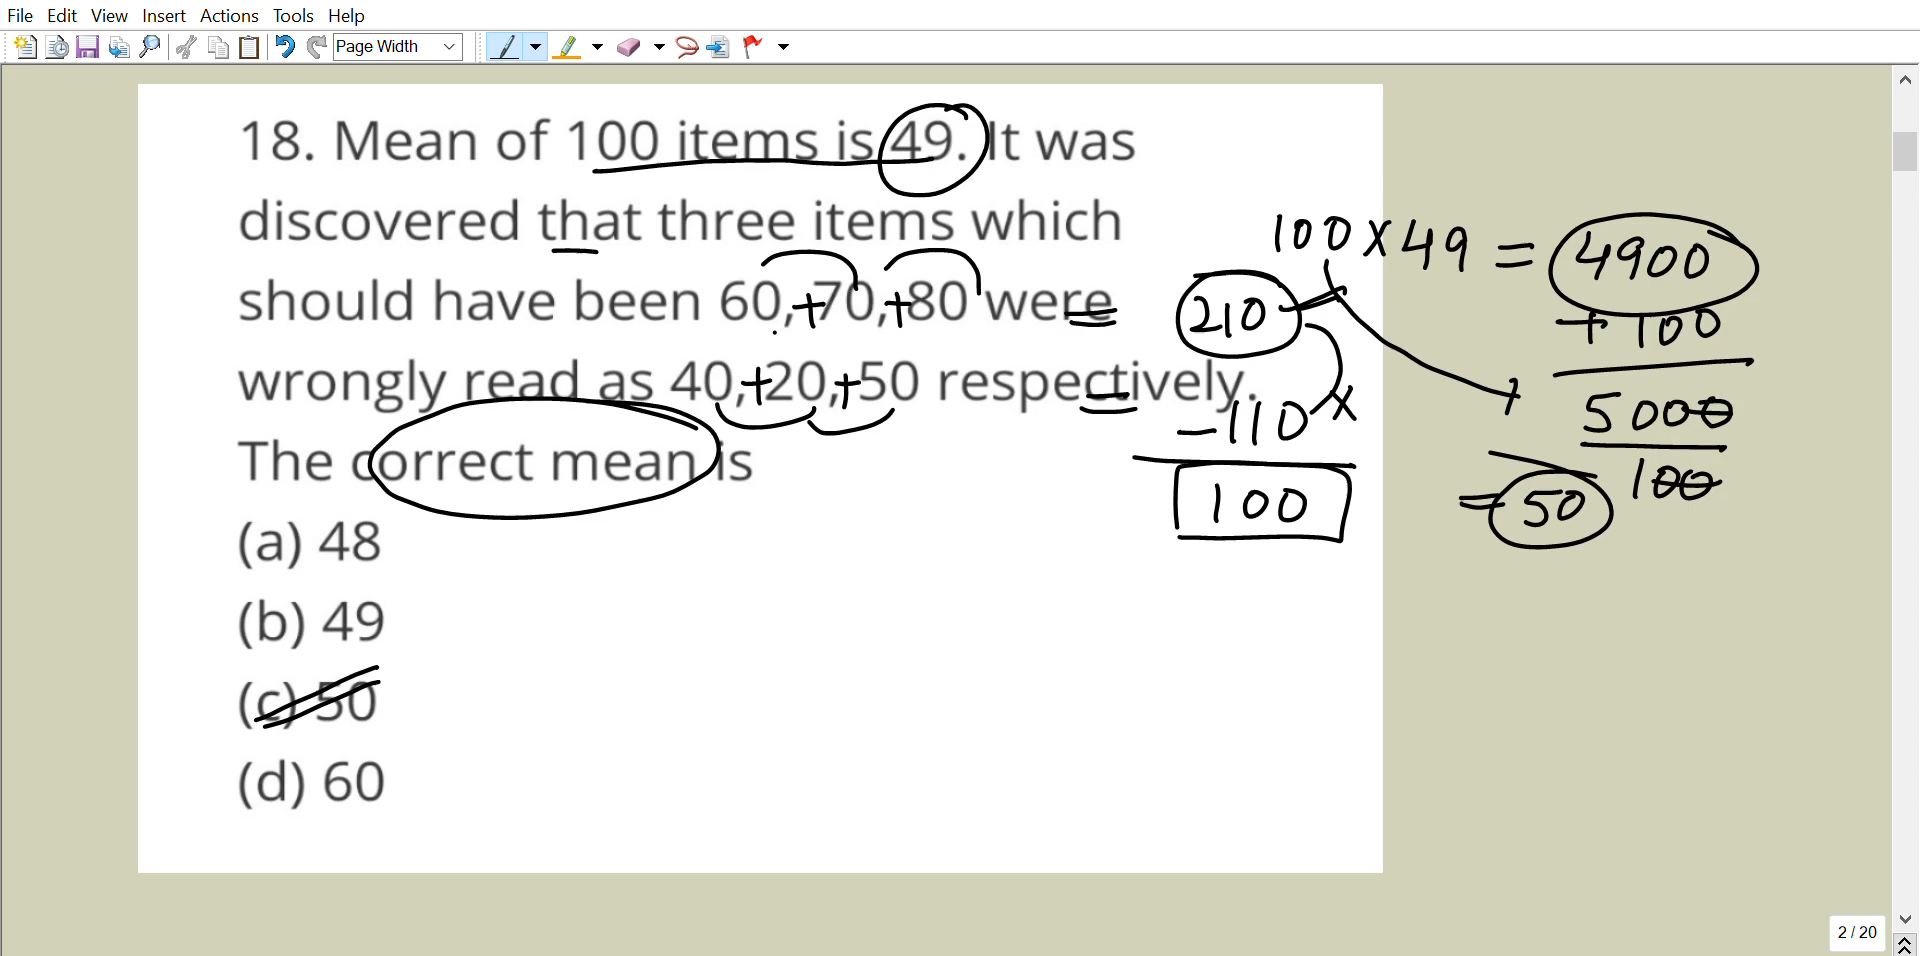 File Edit View Insert Actions Tools Help
Page Width
18. Mean of 100 items is 49. It was
discovered that three items which
should have been 60,+70,+80 were
wrongly read as 40,+20,+50 respectively.
The correct mean is
(a) 48
(b) 49
(c) 50
(d) 60
100 X 49 = 4900
+ 100
5000
100
= 50
210
-110
100
2 / 20